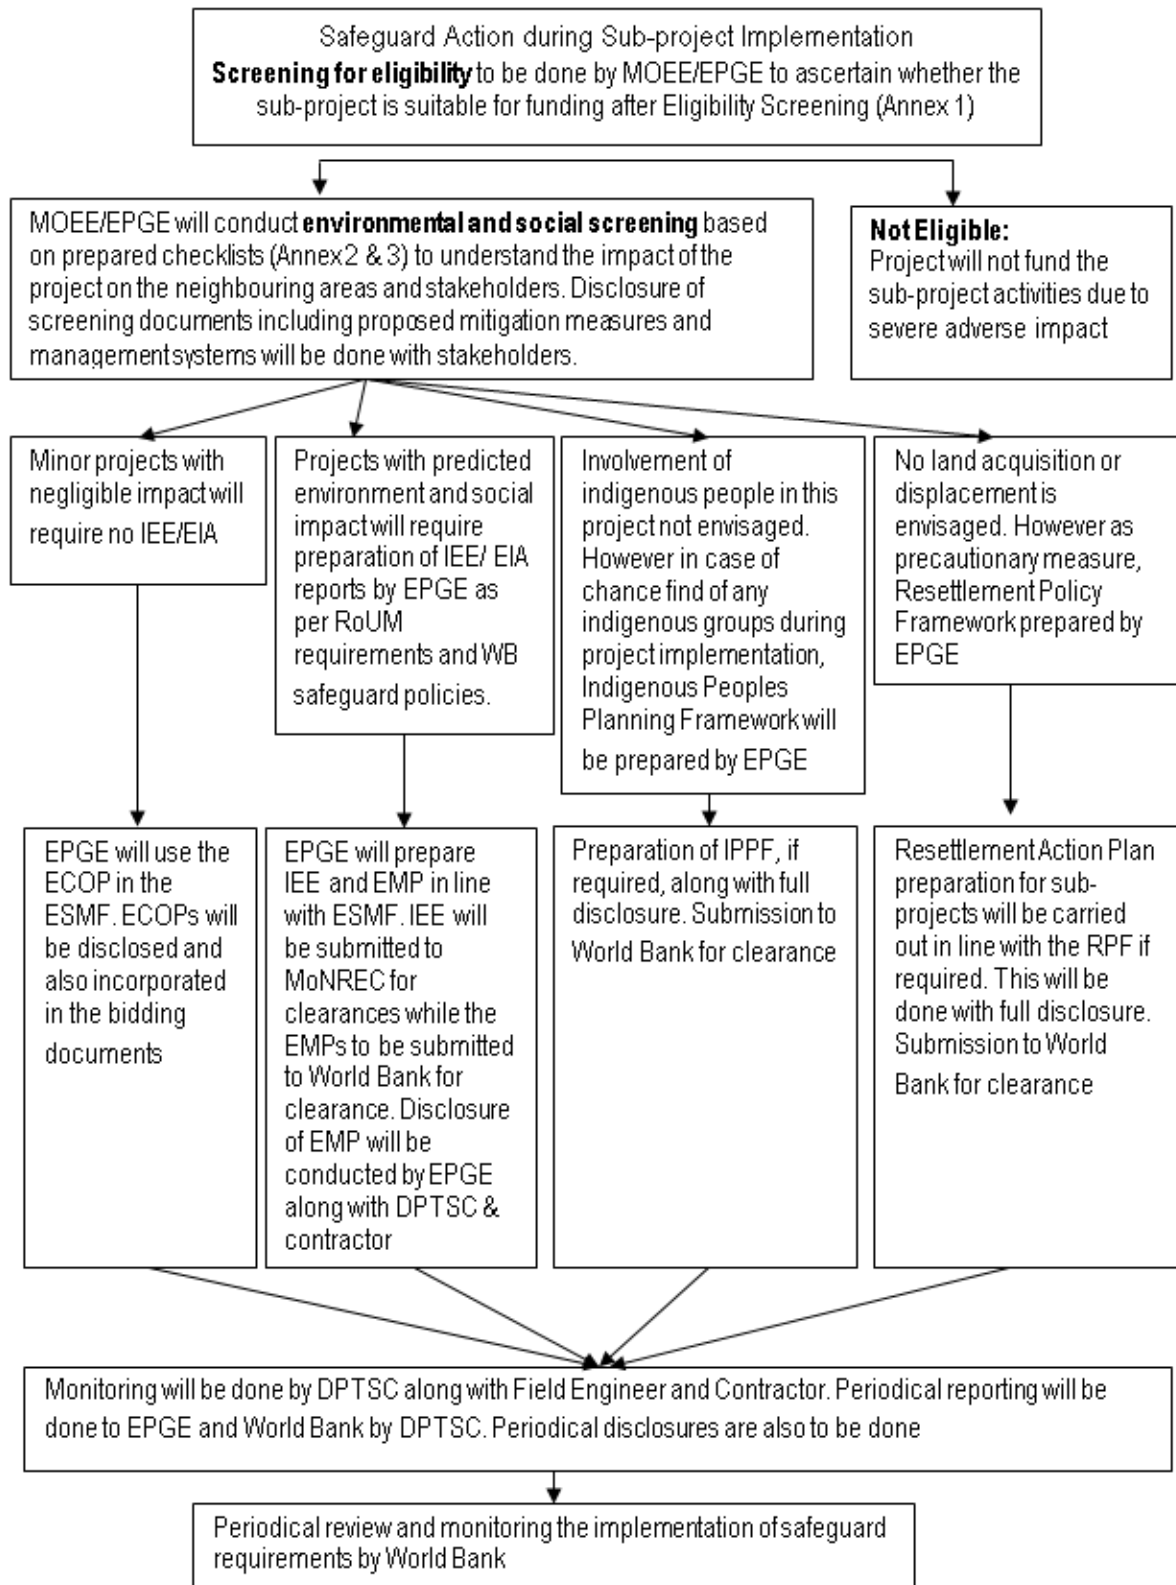 Safeguard Action during Sub-project Implementation
Screening for eligibility to be done by MOEE/EPGE to ascertain whether the
sub-project is suitable for funding after Eligibility Screening (Annex 1)
MOEE/EPGE will conduct environmental and social screening based
on prepared checklists (Annex 2 & 3) to understand the impact of the
project on the neighbouring areas and stakeholders. Disclosure of
screening documents including proposed mitigation measures and
management systems will be done with stakeholders.
Not Eligible:
Project will not fund the
sub-project activities due to
severe adverse impact
Minor projects with
negligible impact will
require no IEE/EIA
Projects with predicted
environment and social
impact will require
preparation of IEE/ EIA
reports by EPGE as
per RoUM
requirements and WB
safeguard policies.
Involvement of
indigenous people in this
project not envisaged.
However in case of
chance find of any
indigenous groups during
project implementation,
Indigenous Peoples
Planning Framework will
be prepared by EPGE
No land acquisition or
displacement is
envisaged. However as
precautionary measure,
Resettlement Policy
Framework prepared by
EPGE
EPGE will use the
ECOP in the
ESMF. ECOPs will
be disclosed and
also incorporated
in the bidding
documents
EPGE will prepare
IEE and EMP in line
with ESMF. IEE will
be submitted to
MoNREC for
clearances while the
EMPs to be submitted
to World Bank for
clearance. Disclosure
of EMP will be
conducted by EPGE
along with DPTSC &
contractor
Preparation of IPPF, if
required, along with full
disclosure. Submission to
World Bank for clearance
Resettlement Action Plan
preparation for sub-
projects will be carried
out in line with the RPF if
required. This will be
done with full disclosure.
Submission to World
Bank for clearance
Monitoring will be done by DPTSC along with Field Engineer and Contractor. Periodical reporting will be
done to EPGE and World Bank by DPTSC. Periodical disclosures are also to be done
Periodical review and monitoring the implementation of safeguard
requirements by World Bank